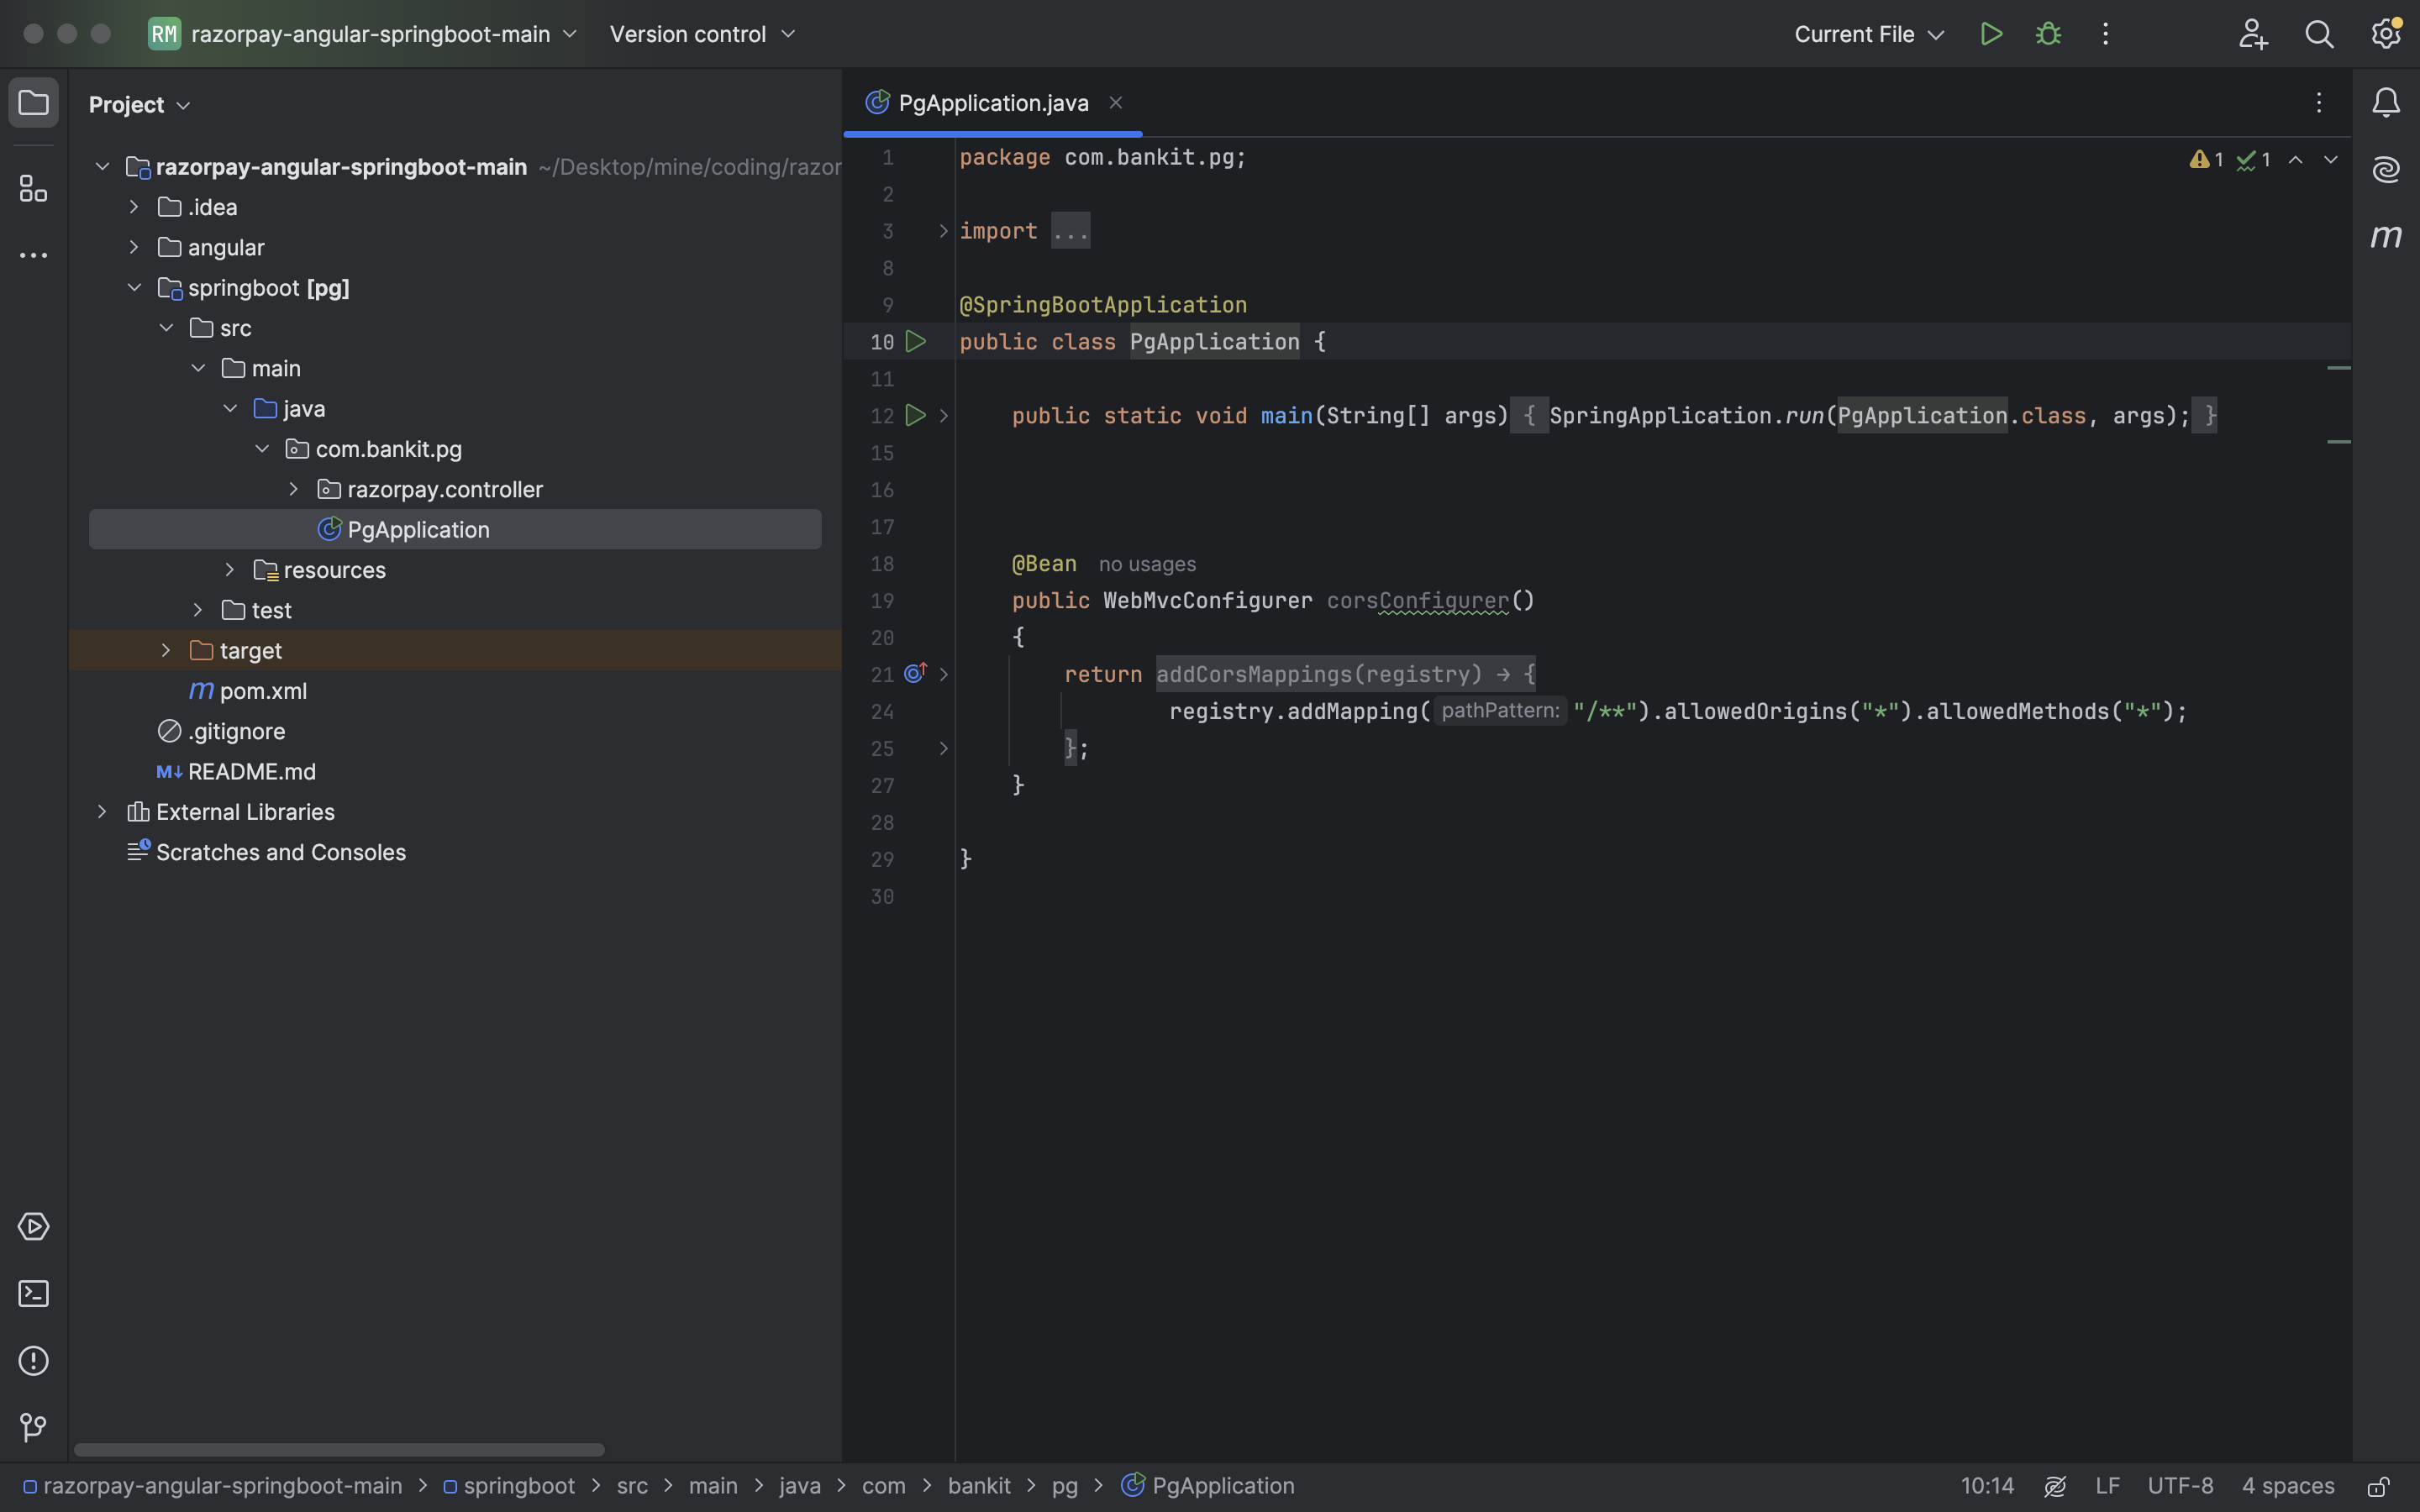 RM razorpay-angular-springboot-main Version control Current File
Project
razorpay-angular-springboot-main ~/Desktop/mine/coding/razor
.idea
angular
springboot [pg]
src
main
java
com.bankit.pg
razorpay.controller
PgApplication
resources
test
target
m pom.xml
.gitignore
M↓ README.md
External Libraries
Scratches and Consoles
PgApplication.java
1 package com.bankit.pg; 1 1
2
3 import ...
8
9 @SpringBootApplication
10 public class PgApplication {
11
12 public static void main(String[] args) { SpringApplication.run(PgApplication.class, args); }
15
16
17
18 @Bean no usages
19 public WebMvcConfigurer corsConfigurer()
20 {
21 return addCorsMappings(registry) → {
24 registry.addMapping( pathPattern: "/**").allowedOrigins("*").allowedMethods("*");
25 };
27 }
28
29 }
30
m
razorpay-angular-springboot-main > springboot > src > main > java > com > bankit > pg > PgApplication 10:14 LF UTF-8 4 spaces